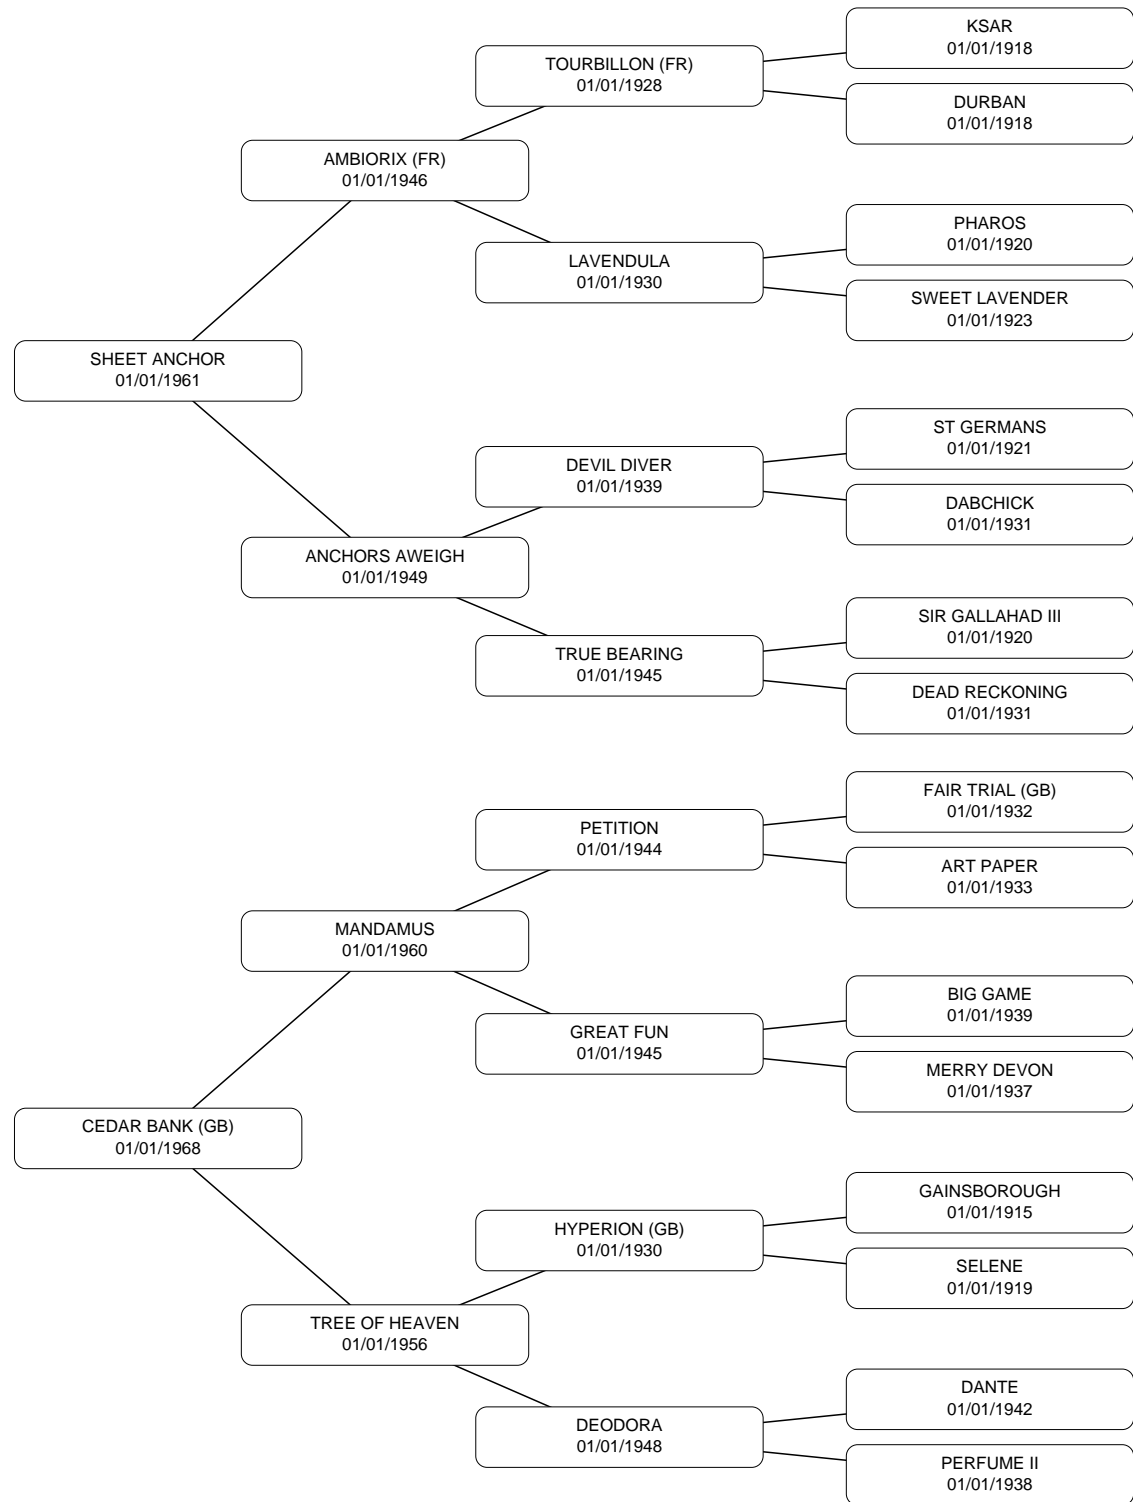 KSAR
01/01/1918
TOURBILLON (FR)
01/01/1928
DURBAN
01/01/1918
AMBIORIX (FR)
01/01/1946
PHAROS
01/01/1920
LAVENDULA
01/01/1930
SWEET LAVENDER
01/01/1923
SHEET ANCHOR
01/01/1961
ST GERMANS
01/01/1921
DEVIL DIVER
01/01/1939
DABCHICK
01/01/1931
ANCHORS AWEIGH
01/01/1949
SIR GALLAHAD III
01/01/1920
TRUE BEARING
01/01/1945
DEAD RECKONING
01/01/1931
FAIR TRIAL (GB)
01/01/1932
PETITION
01/01/1944
ART PAPER
01/01/1933
MANDAMUS
01/01/1960
BIG GAME
01/01/1939
GREAT FUN
01/01/1945
MERRY DEVON
01/01/1937
CEDAR BANK (GB)
01/01/1968
GAINSBOROUGH
01/01/1915
HYPERION (GB)
01/01/1930
SELENE
01/01/1919
TREE OF HEAVEN
01/01/1956
DANTE
01/01/1942
DEODORA
01/01/1948
PERFUME II
01/01/1938